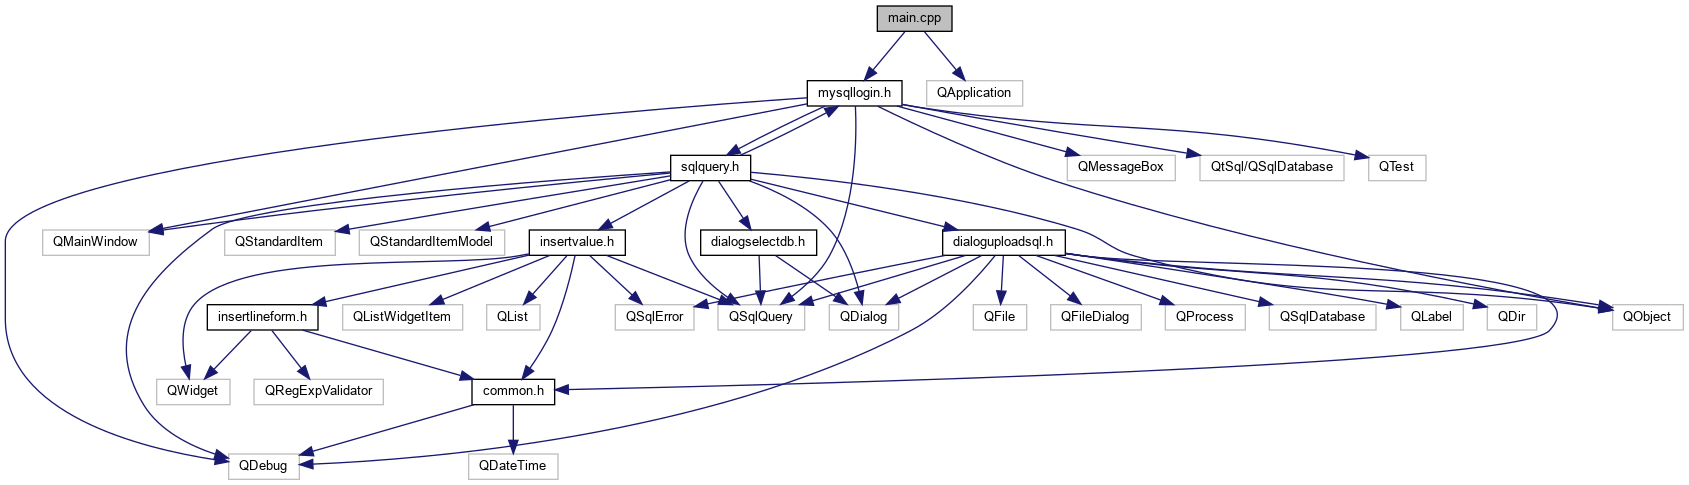 main.cpp
mysqllogin.h
QApplication
sqlquery.h
QMessageBox
QtSql/QSqlDatabase
QTest
QMainWindow
QStandardItem
QStandardItemModel
insertvalue.h
dialogselectdb.h
dialoguploadsql.h
insertlineform.h
QListWidgetItem
QList
QSqlError
QSqlQuery
QDialog
QFile
QFileDialog
QProcess
QSqlDatabase
QLabel
QDir
QObject
QWidget
QRegExpValidator
common.h
QDebug
QDateTime